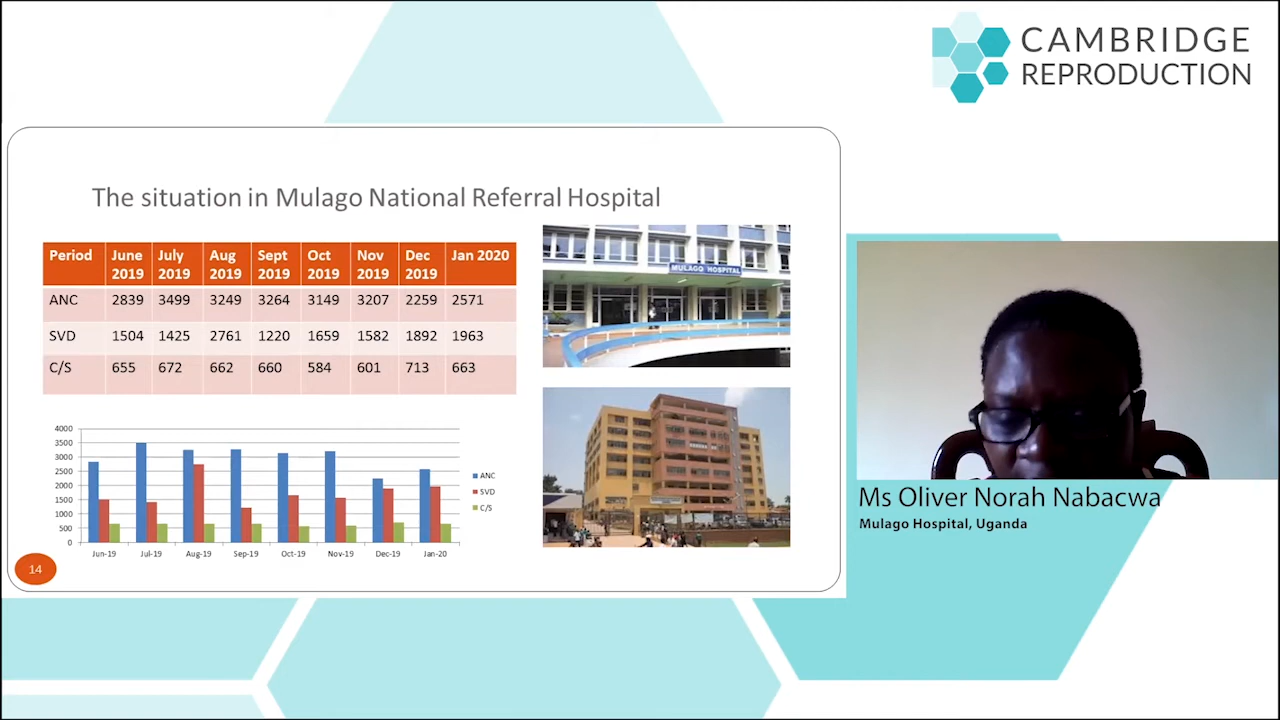 CAMBRIDGE
REPRODUCTION
The situation in Mulago National Referral Hospital
Period June 2019 July 2019 Aug 2019 Sept 2019 Oct 2019 Nov 2019 Dec 2019 Jan 2020
ANC 2839 3499 3249 3264 3149 3207 2259 2571
SVD 1504 1425 2761 1220 1659 1582 1892 1963
C/S 655 672 662 660 584 601 713 663
MULAGO HOSPITAL
4000
3500
3000
2500
2000
1500
1000
500
0
Jun-19 Jul-19 Aug-19 Sep-19 Oct-19 Nov-19 Dec-19 Jan-20
ANC
SVD
C/S
14
Ms Oliver Norah Nabacwa
Mulago Hospital, Uganda